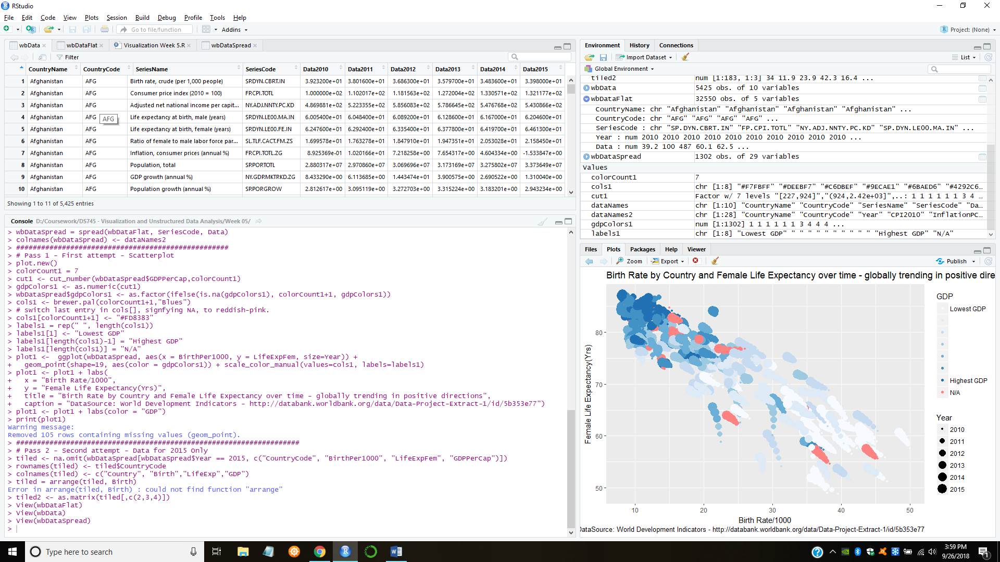 RStudio
File Edit Code View Plots Session Build Debug Profile Tools Help
Go to file/function Addins Project: (None)
wbData wbDataFlat Visualization Week 5.R wbDataSpread
Filter
CountryName CountryCode SeriesName SeriesCode Data2010 Data2011 Data2012 Data2013 Data2014 Data2015
1 Afghanistan AFG Birth rate, crude (per 1,000 people) SP.DYN.CBRT.IN 3.923200e+01 3.801600e+01 3.686300e+01 3.579700e+01 3.483600e+01 3.398000e+01
2 Afghanistan AFG Consumer price index (2010 = 100) FP.CPI.TOTL 1.000000e+02 1.102017e+02 1.181563e+02 1.272004e+02 1.330571e+02 1.321177e+02
3 Afghanistan AFG Adjusted net national income per capit... NY.ADJ.NNTY.PC.KD 4.869881e+02 5.223355e+02 5.856083e+02 5.786645e+02 5.476768e+02 5.430866e+02
4 Afghanistan AFG Life expectancy at birth, male (years) SP.DYN.LE00.MA.IN 6.005400e+01 6.048400e+01 6.089200e+01 6.128600e+01 6.167000e+01 6.204600e+01
AFG
5 Afghanistan AFG Life expectancy at birth, female (years) SP.DYN.LE00.FE.IN 6.247600e+01 6.292400e+01 6.335400e+01 6.377800e+01 6.419700e+01 6.461300e+01
6 Afghanistan AFG Ratio of female to male labor force par... SL.TLF.CACT.FM.ZS 1.699578e+01 1.763278e+01 1.847910e+01 1.947351e+01 2.053028e+01 2.158450e+01
7 Afghanistan AFG Inflation, consumer prices (annual %) FP.CPI.TOTL.ZG 8.925369e-01 1.020166e+01 7.218258e+00 7.654317e+00 4.604334e+00 -1.533847e+00
8 Afghanistan AFG Population, total SP.POP.TOTL 2.880317e+07 2.970860e+07 3.069696e+07 3.173169e+07 3.275802e+07 3.373649e+07
9 Afghanistan AFG GDP growth (annual %) NY.GDP.MKTP.KD.ZG 8.433290e+00 6.113685e+00 1.443474e+01 3.900575e+00 2.690522e+00 1.310040e+00
10 Afghanistan AFG Population growth (annual %) SP.POP.GROW 2.812617e+00 3.095119e+00 3.272703e+00 3.315224e+00 3.183201e+00 2.943234e+00
Showing 1 to 11 of 5,425 entries
Console D:/Coursework/DS745 - Visualization and Unstructured Data Analysis/Week 05/
> wbDataSpread = spread(wbDataFlat, SeriesCode, Data)
> colnames(wbDataSpread) <- dataNames2
> ###################################################
> # Pass 1 - First attempt - Scatterplot
> plot.new()
> colorCount1 = 7
> cut1 <- cut_number(wbDataSpread$GDPPerCap,colorCount1)
> gdpColors1 <- as.numeric(cut1)
> wbDataSpread$gdpColors1 <- as.factor(ifelse(is.na(gdpColors1), colorCount1+1, gdpColors1))
> cols1 <- brewer.pal(colorCount1+1,"Blues")
> # switch last entry in cols[], signfying NA, to reddish-pink.
> cols1[colorCount1+1] <- "#FD8383"
> labels1 = rep(" ", length(cols1))
> labels1[1] <- "Lowest GDP"
> labels1[length(cols1)-1] = "Highest GDP"
> labels1[length(cols1)] = "N/A"
> plot1 <-  ggplot(wbDataSpread, aes(x = BirthPer1000, y = LifeExpFem, size=Year)) +
+   geom_point(shape=19, aes(color = gdpColors1)) + scale_color_manual(values=cols1, labels=labels1)
> plot1 <- plot1 + labs(
+   x = "Birth Rate/1000",
+   y = "Female Life Expectancy(Yrs)",
+   title = "Birth Rate by Country and Female Life Expectancy over time - globally trending in positive directions",
+   caption = "DataSource: World Development Indicators - http://databank.worldbank.org/data/Data-Project-Extract-1/id/5b353e77")
> plot1 <- plot1 + labs(color = "GDP")
> print(plot1)
Warning message:
Removed 105 rows containing missing values (geom_point).
> ####################################################################
> # Pass 2 - Second attempt - Data for 2015 Only
> tiled <- na.omit(wbDataSpread[wbDataSpread$Year == 2015, c("CountryCode", "BirthPer1000", "LifeExpFem", "GDPPerCap")])
> rownames(tiled) <- tiled$CountryCode
> colnames(tiled) <- c("Country", "Birth","LifeExp","GDP")
> tiled = arrange(tiled, Birth)
Error in arrange(tiled, Birth) : could not find function "arrange"
> tiled2 <- as.matrix(tiled[,c(2,3,4)])
> View(wbDataFlat)
> View(wbData)
> View(wbDataSpread)
>
Environment History Connections
Import Dataset List
Global Environment
tiled2 num [1:183, 1:3] 34 11.9 23.9 42.3 16.4 ...
wbData 5425 obs. of 10 variables
wbDataFlat 32550 obs. of 5 variables
CountryName: chr "Afghanistan" "Afghanistan" "Afghanistan" "Afghanistan" ...
CountryCode: chr "AFG" "AFG" "AFG" "AFG" ...
SeriesCode : chr "SP.DYN.CBRT.IN" "FP.CPI.TOTL" "NY.ADJ.NNTY.PC.KD" "SP.DYN.LE00.MA.IN" ...
Year : num 2010 2010 2010 2010 2010 2010 2010 2010 2010 2010 ...
Data : num 39.2 100 487 60.1 62.5 ...
wbDataSpread 1302 obs. of 29 variables
Values
colorCount1 7
cols1 chr [1:8] "#F7FBFF" "#DEEBF7" "#C6DBEF" "#9ECAE1" "#6BAED6" "#4292C6...
cut1 Factor w/ 7 levels "[227,924]","(924,2.42e+03]",..: 1 1 1 1 1 1 3 4 ...
dataNames chr [1:10] "CountryName" "CountryCode" "SeriesName" "SeriesCode" "Da...
dataNames2 chr [1:28] "CountryName" "CountryCode" "Year" "CPI2010" "InflationPC...
gdpColors1 num [1:1302] 1 1 1 1 1 1 3 4 4 4 ...
labels1 chr [1:8] "Lowest GDP" " " " " " " " " " " "Highest GDP" "N/A"
Files Plots Packages Help Viewer
Zoom Export Publish
Birth Rate by Country and Female Life Expectancy over time - globally trending in positive dire
GDP
Lowest GDP
Highest GDP
N/A
Year
2010
2011
2012
2013
2014
2015
Female Life Expectancy(Yrs)
80
70
60
50
10 20 30 40 50
Birth Rate/1000
DataSource: World Development Indicators - http://databank.worldbank.org/data/Data-Project-Extract-1/id/5b353e77
Type here to search
3:59 PM
9/26/2018
1